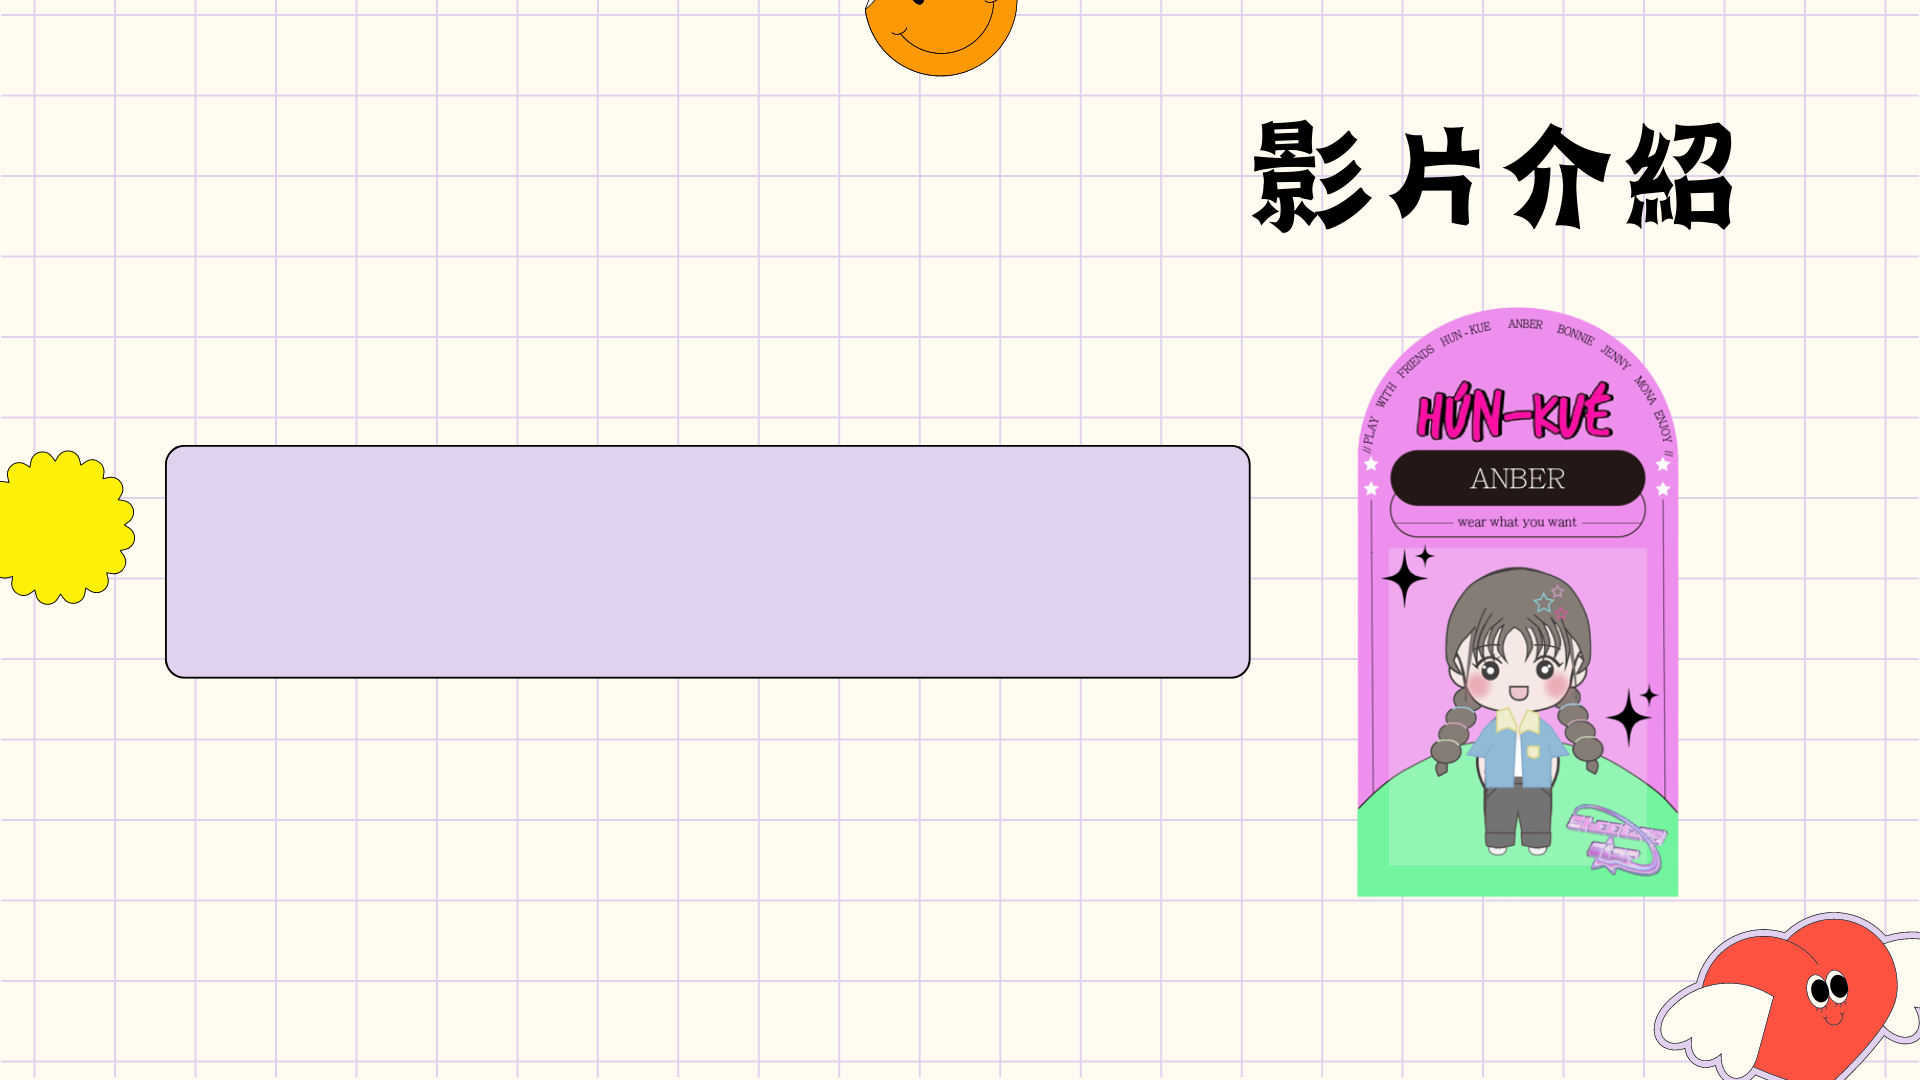 影片介紹
// PLAY WITH FRIENDS HUN-KUE ANBER BONNIE JENNY MONA ENJOY //
HÚN-KUÉ
ANBER
wear what you want